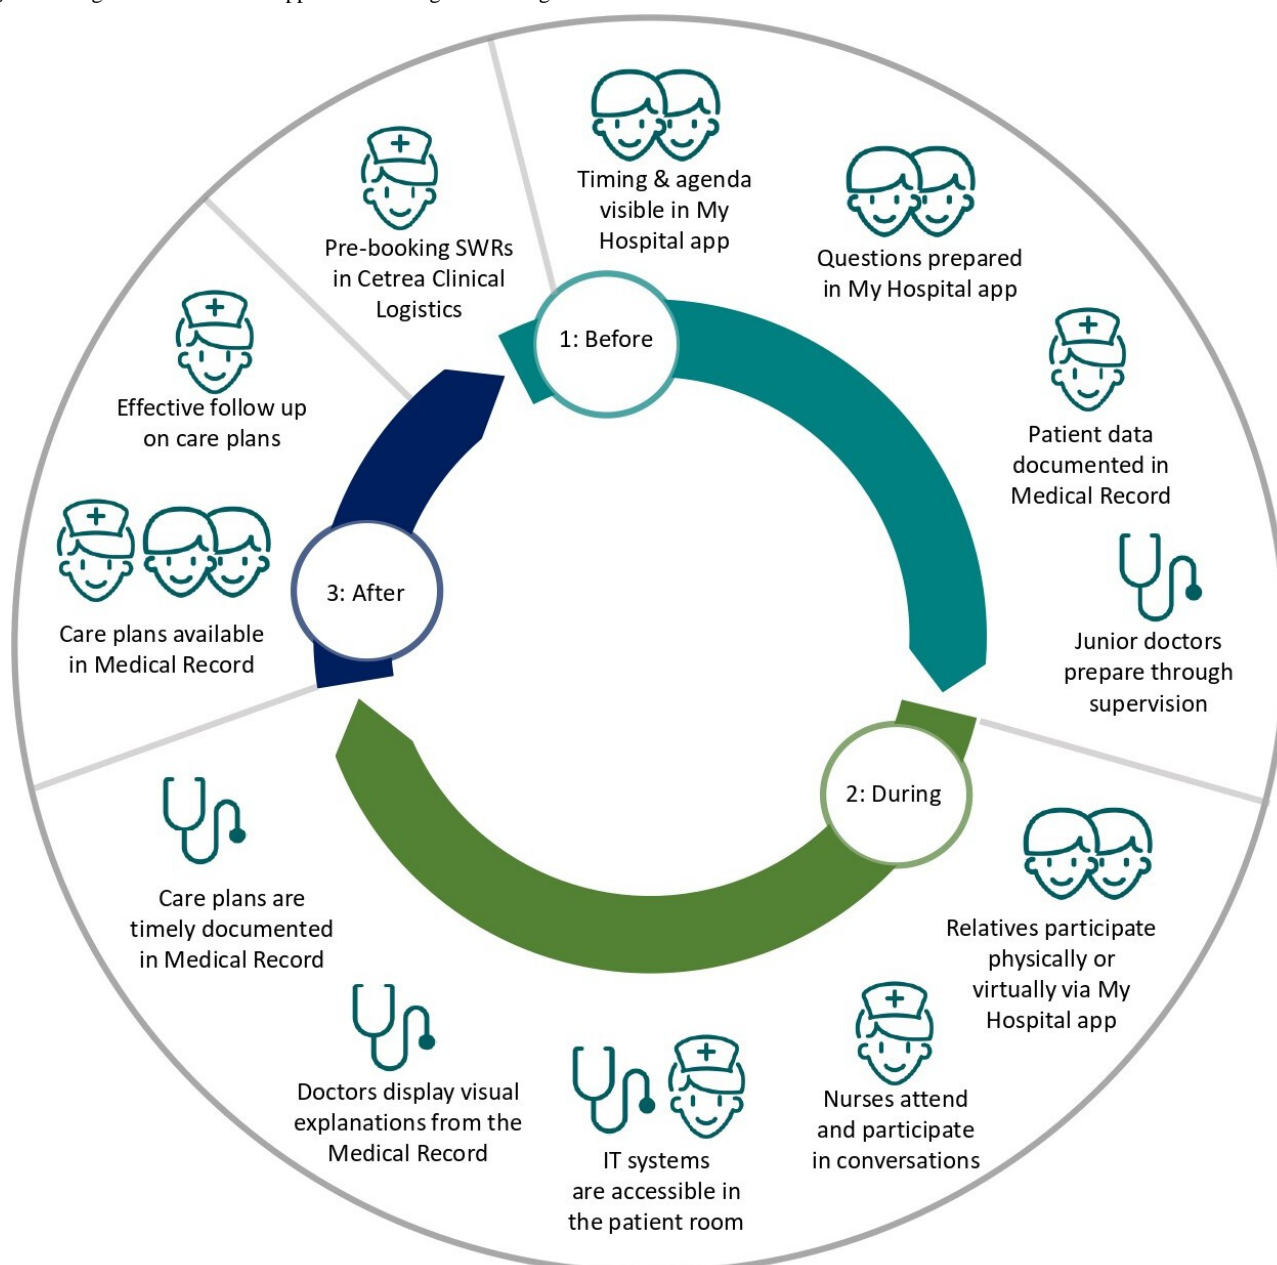 1: Before
Timing & agenda
visible in My
Hospital app
Questions prepared
in My Hospital app
Patient data
documented in
Medical Record
Junior doctors
prepare through
supervision
2: During
Relatives participate
physically or
virtually via My
Hospital app
Nurses attend
and participate
in conversations
IT systems
are accessible in
the patient room
Doctors display visual
explanations from the
Medical Record
Care plans are
timely documented
in Medical Record
3: After
Care plans available
in Medical Record
Effective follow up
on care plans
Pre-booking SWRs
in Cetrea Clinical
Logistics